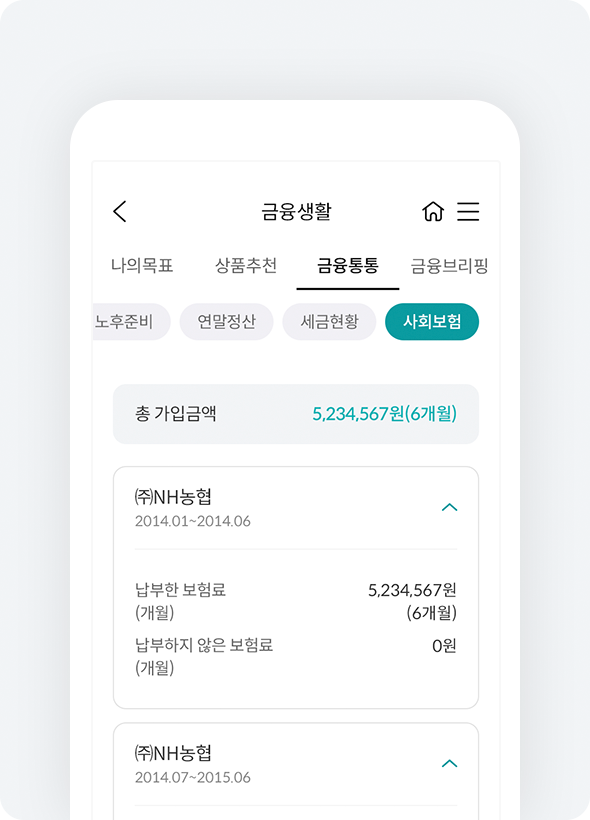 금융생활
나의목표 상품추천 금융통통 금융브리핑
노후준비 연말정산 세금현황 사회보험
총 가입금액 5,234,567원(6개월)
㈜NH농협
2014.01~2014.06
납부한 보험료 5,234,567원
(개월) (6개월)
납부하지 않은 보험료 0원
(개월)
㈜NH농협
2014.07~2015.06